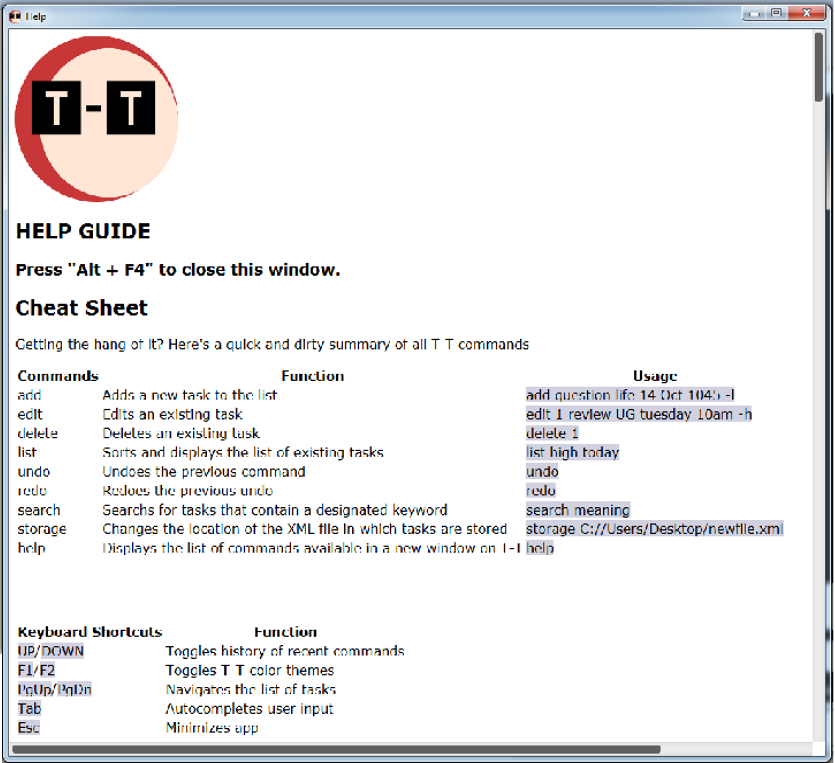 Help
T-T
HELP GUIDE
Press "Alt + F4" to close this window.
Cheat Sheet
Getting the hang of it? Here's a quick and dirty summary of all T-T commands
Commands Function Usage
add Adds a new task to the list add question life 14 Oct 1045 -l
edit Edits an existing task edit 1 review UG tuesday 10am -h
delete Deletes an existing task delete 1
list Sorts and displays the list of existing tasks list high today
undo Undoes the previous command undo
redo Redoes the previous undo redo
search Searchs for tasks that contain a designated keyword search meaning
storage Changes the location of the XML file in which tasks are stored storage C://Users/Desktop/newfile.xml
help Displays the list of commands available in a new window on T-T help
Keyboard Shortcuts Function
UP/DOWN Toggles history of recent commands
F1/F2 Toggles T-T color themes
PgUp/PgDn Navigates the list of tasks
Tab Autocompletes user input
Esc Minimizes app